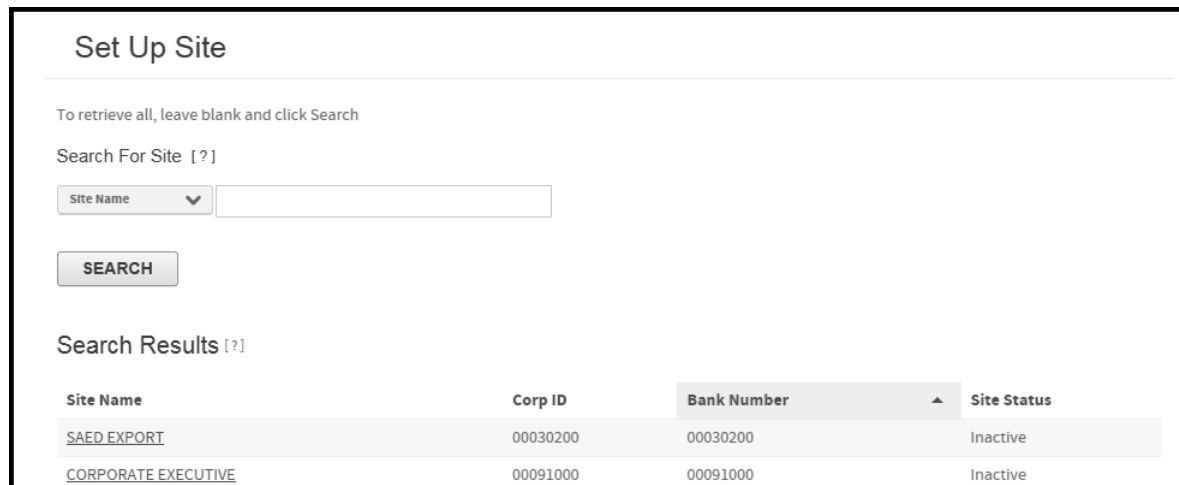 Set Up Site
To retrieve all, leave blank and click Search
Search For Site [?]
Site Name
SEARCH
Search Results [?]
Site Name Corp ID Bank Number Site Status
SAED EXPORT 00030200 00030200 Inactive
CORPORATE EXECUTIVE 00091000 00091000 Inactive